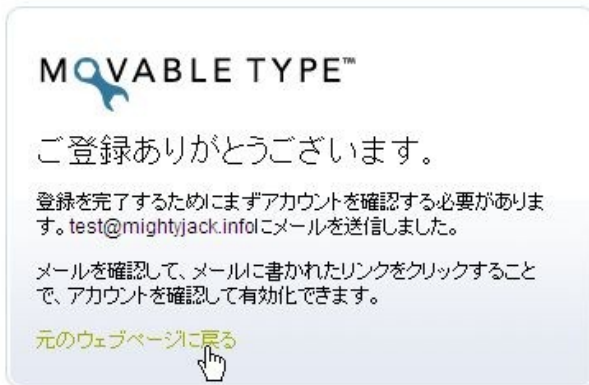 MOVABLE TYPE™
ご登録ありがとうございます。
登録を完了するためにまずアカウントを確認する必要がありま
す。test@mightyjack.infoにメールを送信しました。
メールを確認して、メールに書かれたリンクをクリックすること
で、アカウントを確認して有効化できます。
元のウェブページに戻る